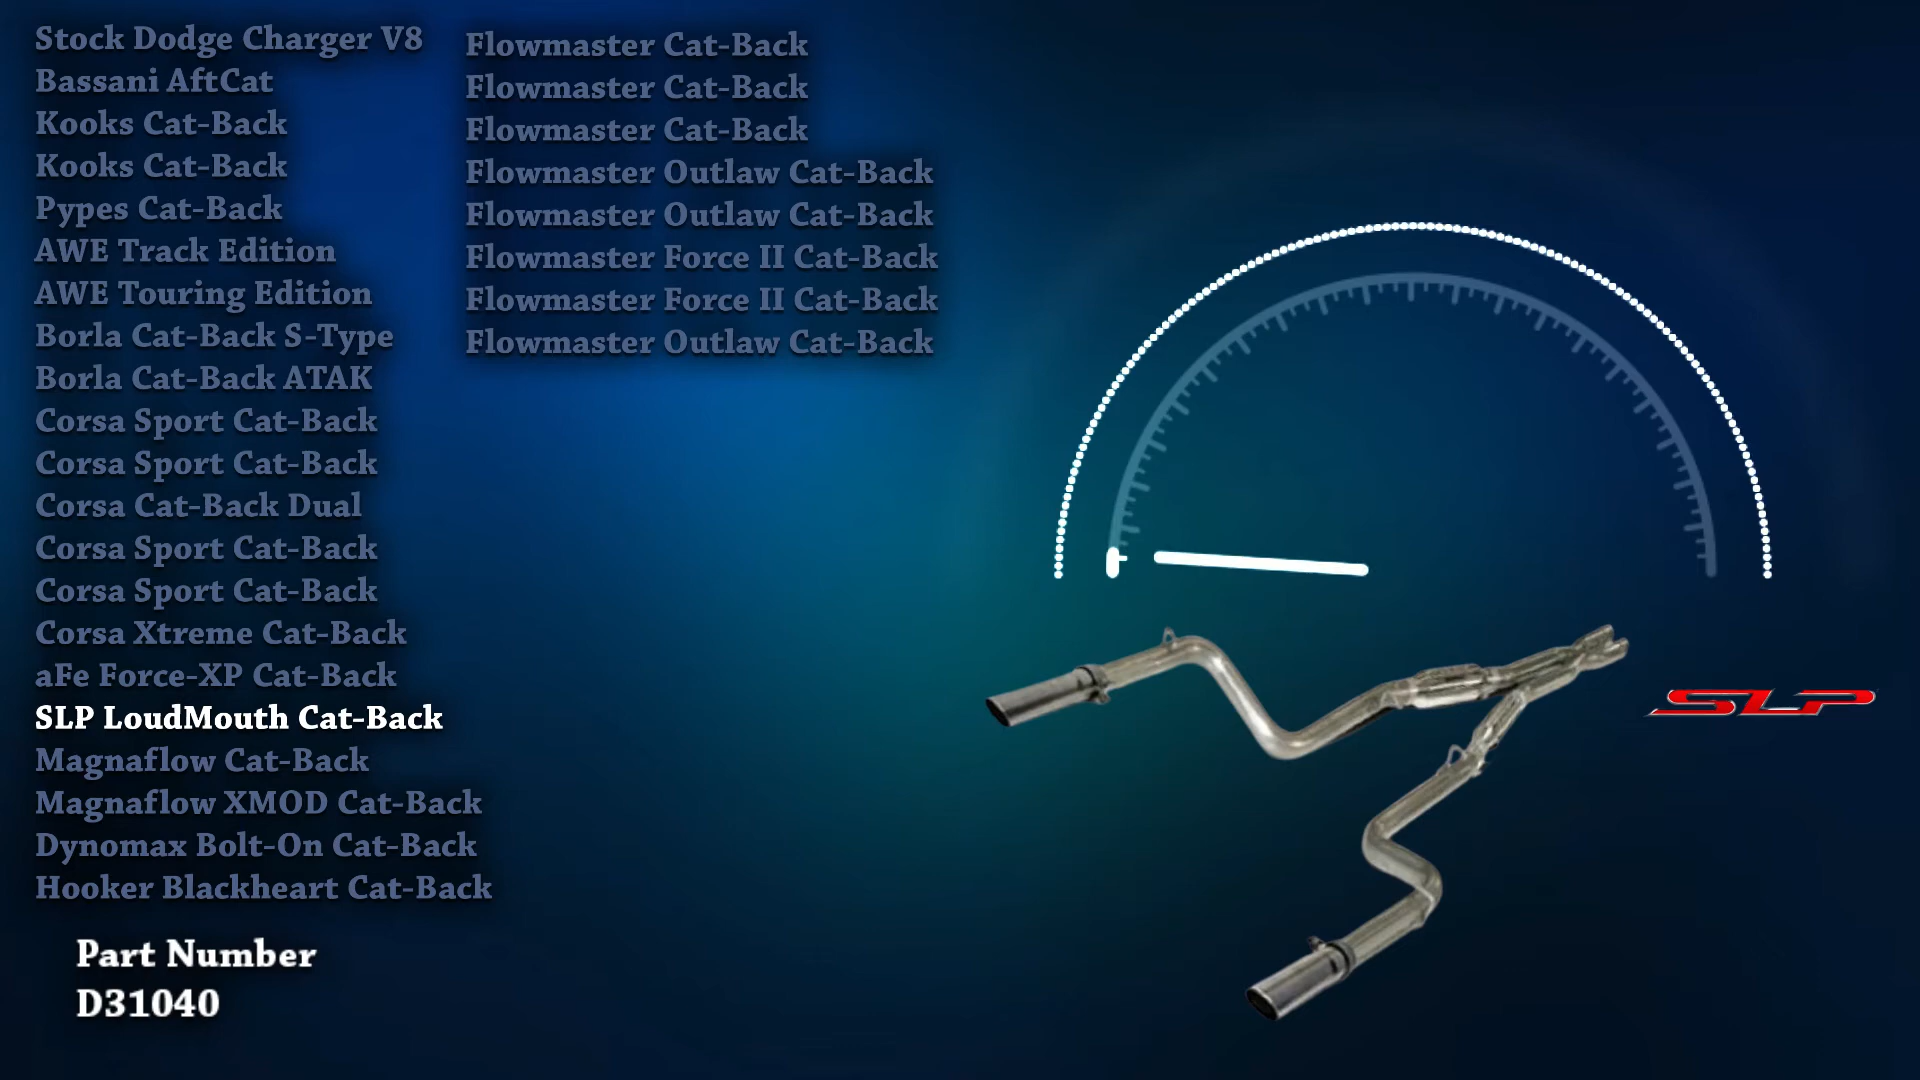 Stock Dodge Charger V8
Bassani AftCat
Kooks Cat-Back
Kooks Cat-Back
Pypes Cat-Back
AWE Track Edition
AWE Touring Edition
Borla Cat-Back S-Type
Borla Cat-Back ATAK
Corsa Sport Cat-Back
Corsa Sport Cat-Back
Corsa Cat-Back Dual
Corsa Sport Cat-Back
Corsa Sport Cat-Back
Corsa Xtreme Cat-Back
aFe Force-XP Cat-Back
SLP LoudMouth Cat-Back
Magnaflow Cat-Back
Magnaflow XMOD Cat-Back
Dynomax Bolt-On Cat-Back
Hooker Blackheart Cat-Back
Flowmaster Cat-Back
Flowmaster Cat-Back
Flowmaster Cat-Back
Flowmaster Outlaw Cat-Back
Flowmaster Outlaw Cat-Back
Flowmaster Force II Cat-Back
Flowmaster Force II Cat-Back
Flowmaster Outlaw Cat-Back
SLP
Part Number
D31040